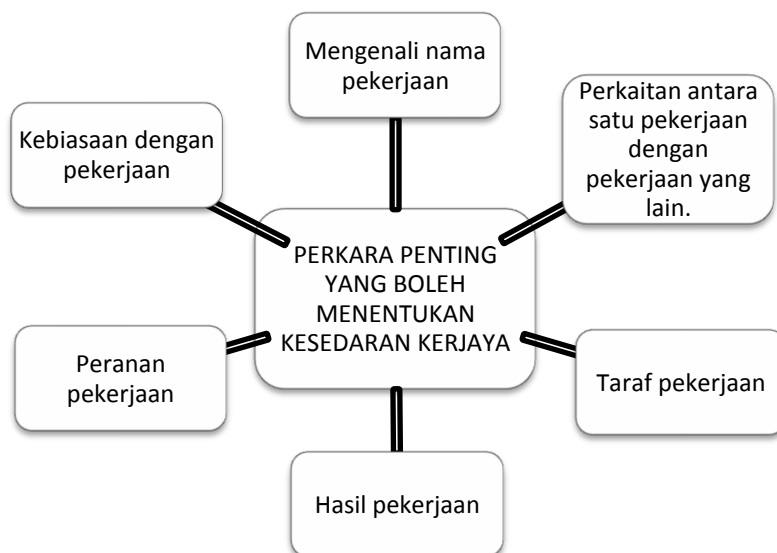 Mengenali nama
pekerjaan
Perkaitan antara
satu pekerjaan
dengan
pekerjaan yang
lain.
Kebiasaan dengan
pekerjaan
PERKARA PENTING
YANG BOLEH
MENENTUKAN
KESEDARAN KERJAYA
Peranan
pekerjaan
Taraf pekerjaan
Hasil pekerjaan